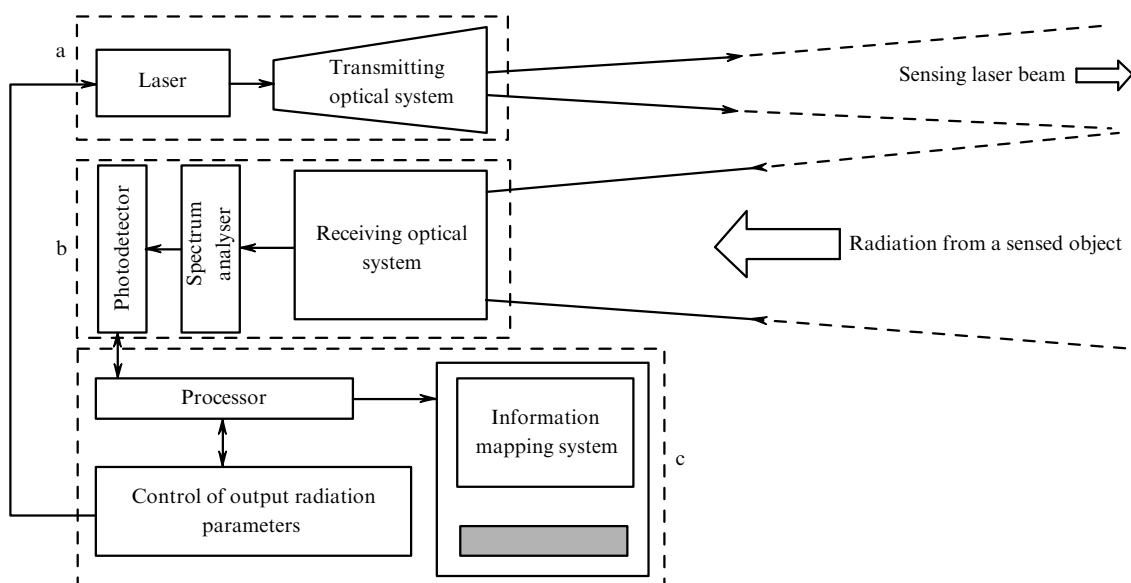 a
Laser
Transmitting
optical system
Sensing laser beam
b
Photodetector
Spectrum
analyser
Receiving optical
system
Radiation from a sensed object
Processor
Information
mapping system
c
Control of output radiation
parameters